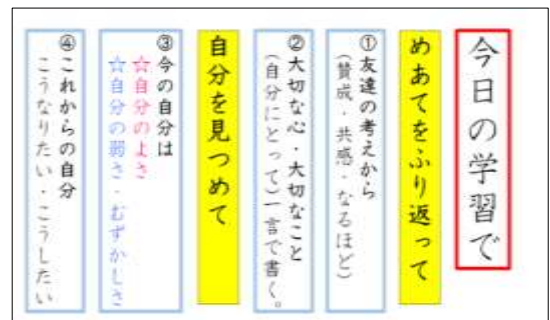 今日の学習で
めあてをふり返って
①友達の考えから
(賛成・共感・なるほど)
②大切な心・大切なこと
(自分にとって)一言で書く。
自分を見つめて
③今の自分は
☆自分のよさ
☆自分の弱さ・むずかしさ
④これからの自分
こうなりたい・こうしたい